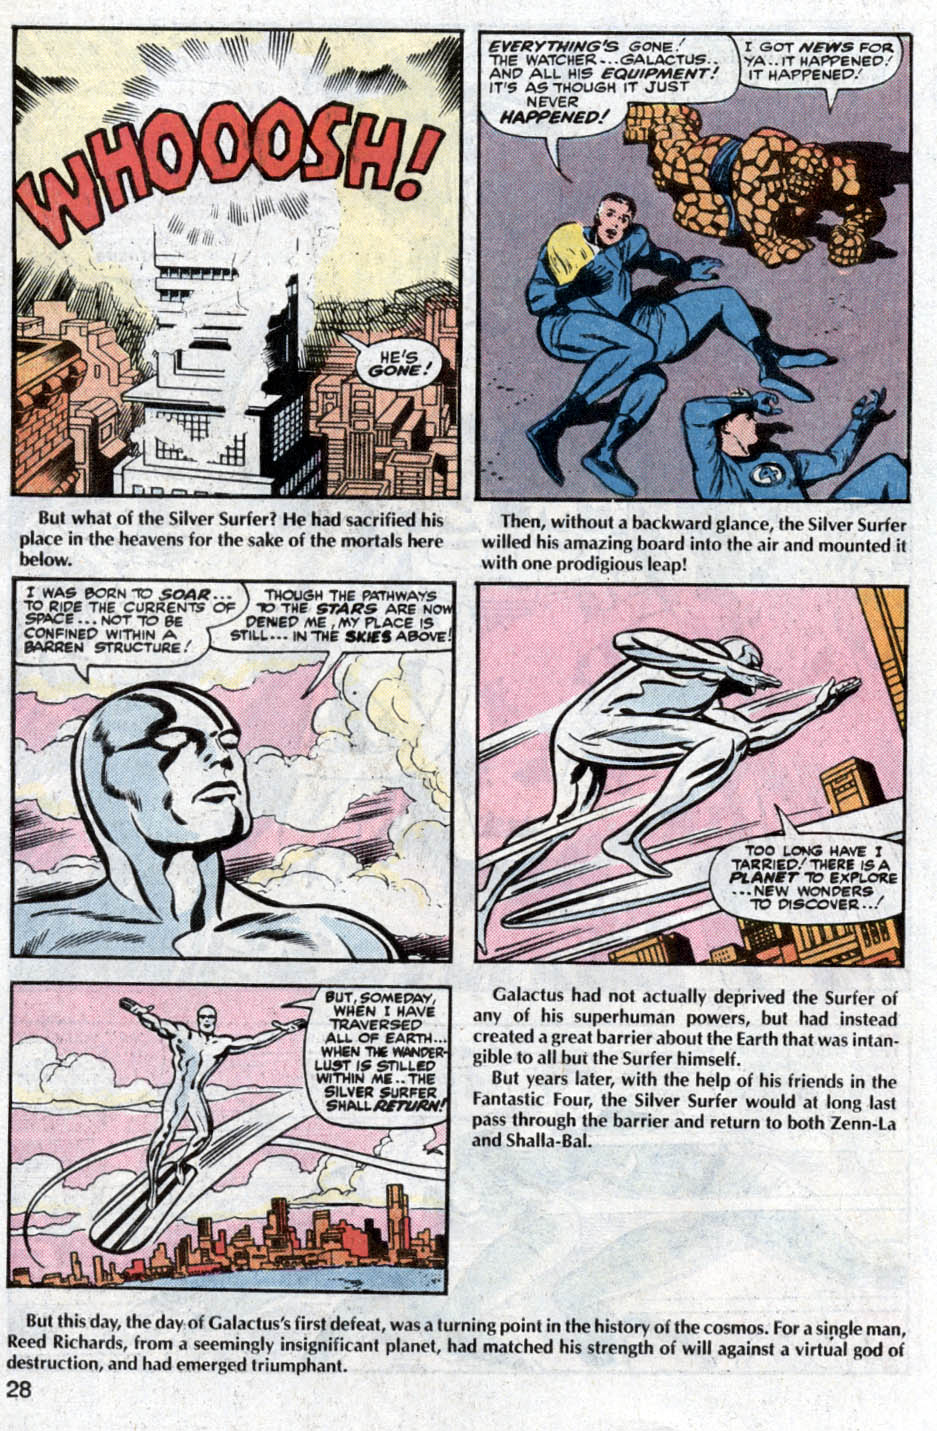 WHOOOSH!
HE'S
GONE!
EVERYTHING'S GONE!
THE WATCHER...GALACTUS..
AND ALL HIS EQUIPMENT!
IT'S AS THOUGH IT JUST
NEVER
HAPPENED!
I GOT NEWS FOR
YA..IT HAPPENED!
IT HAPPENED!
But what of the Silver Surfer? He had sacrified his
place in the heavens for the sake of the mortals here
below.
Then, without a backward glance, the Silver Surfer
willed his amazing board into the air and mounted it
with one prodigious leap!
I WAS BORN TO SOAR...
TO RIDE THE CURRENTS OF
SPACE...NOT TO BE
CONFINED WITHIN A
BARREN STRUCTURE!
THOUGH THE PATHWAYS
TO THE STARS ARE NOW
DENIED ME, MY PLACE IS
STILL... IN THE SKIES ABOVE!
TOO LONG HAVE I
TARRIED! THERE IS A
PLANET TO EXPLORE
...NEW WONDERS
TO DISCOVER...!
BUT, SOMEDAY,
WHEN I HAVE
TRAVERSED
ALL OF EARTH...
WHEN THE WANDER-
LUST IS STILLED
WITHIN ME..THE
SILVER SURFER
SHALL RETURN!
Galactus had not actually deprived the Surfer of
any of his superhuman powers, but had instead
created a great barrier about the Earth that was intan-
gible to all but the Surfer himself.
But years later, with the help of his friends in the
Fantastic Four, the Silver Surfer would at long last
pass through the barrier and return to both Zenn-La
and Shalla-Bal.
But this day, the day of Galactus's first defeat, was a turning point in the history of the cosmos. For a single man,
Reed Richards, from a seemingly insignificant planet, had matched his strength of will against a virtual god of
destruction, and had emerged triumphant.
28
4